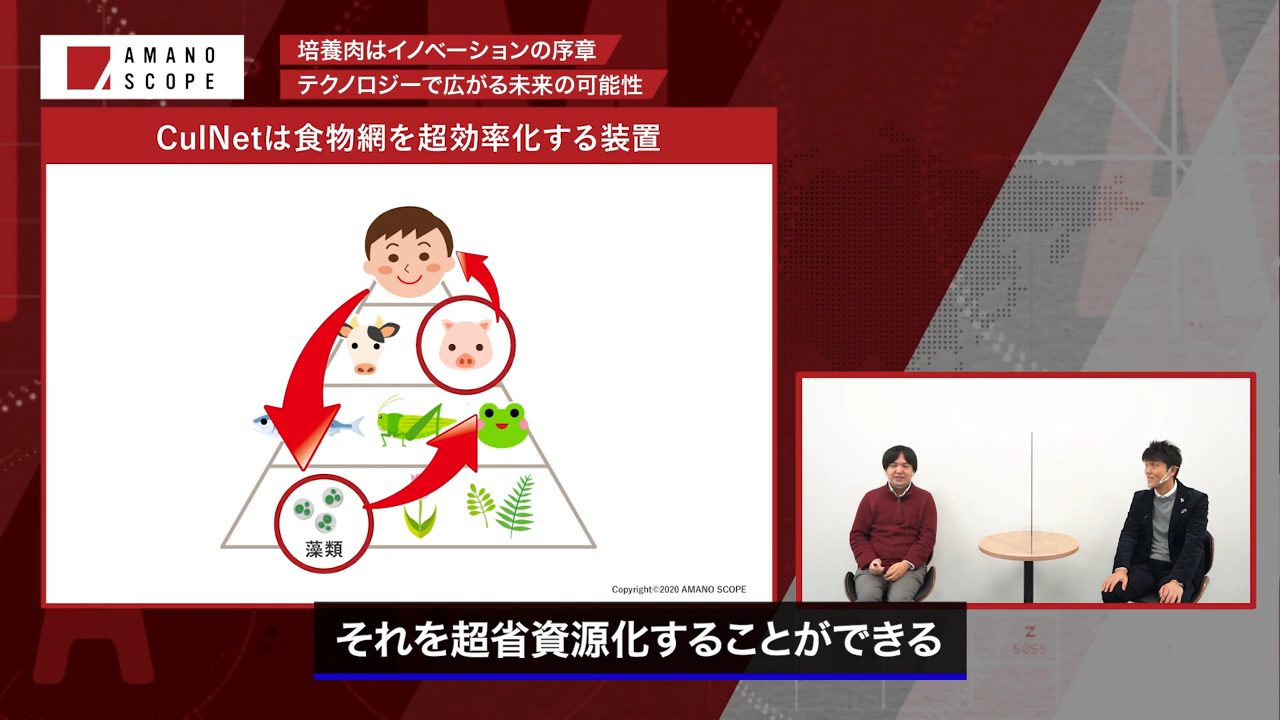 AMANO
SCOPE
培養肉はイノベーションの序章
テクノロジーで広がる未来の可能性
CulNetは食物網を超効率化する装置
藻類
Copyright©2020 AMANO SCOPE
それを超省資源化することができる
Z
5059